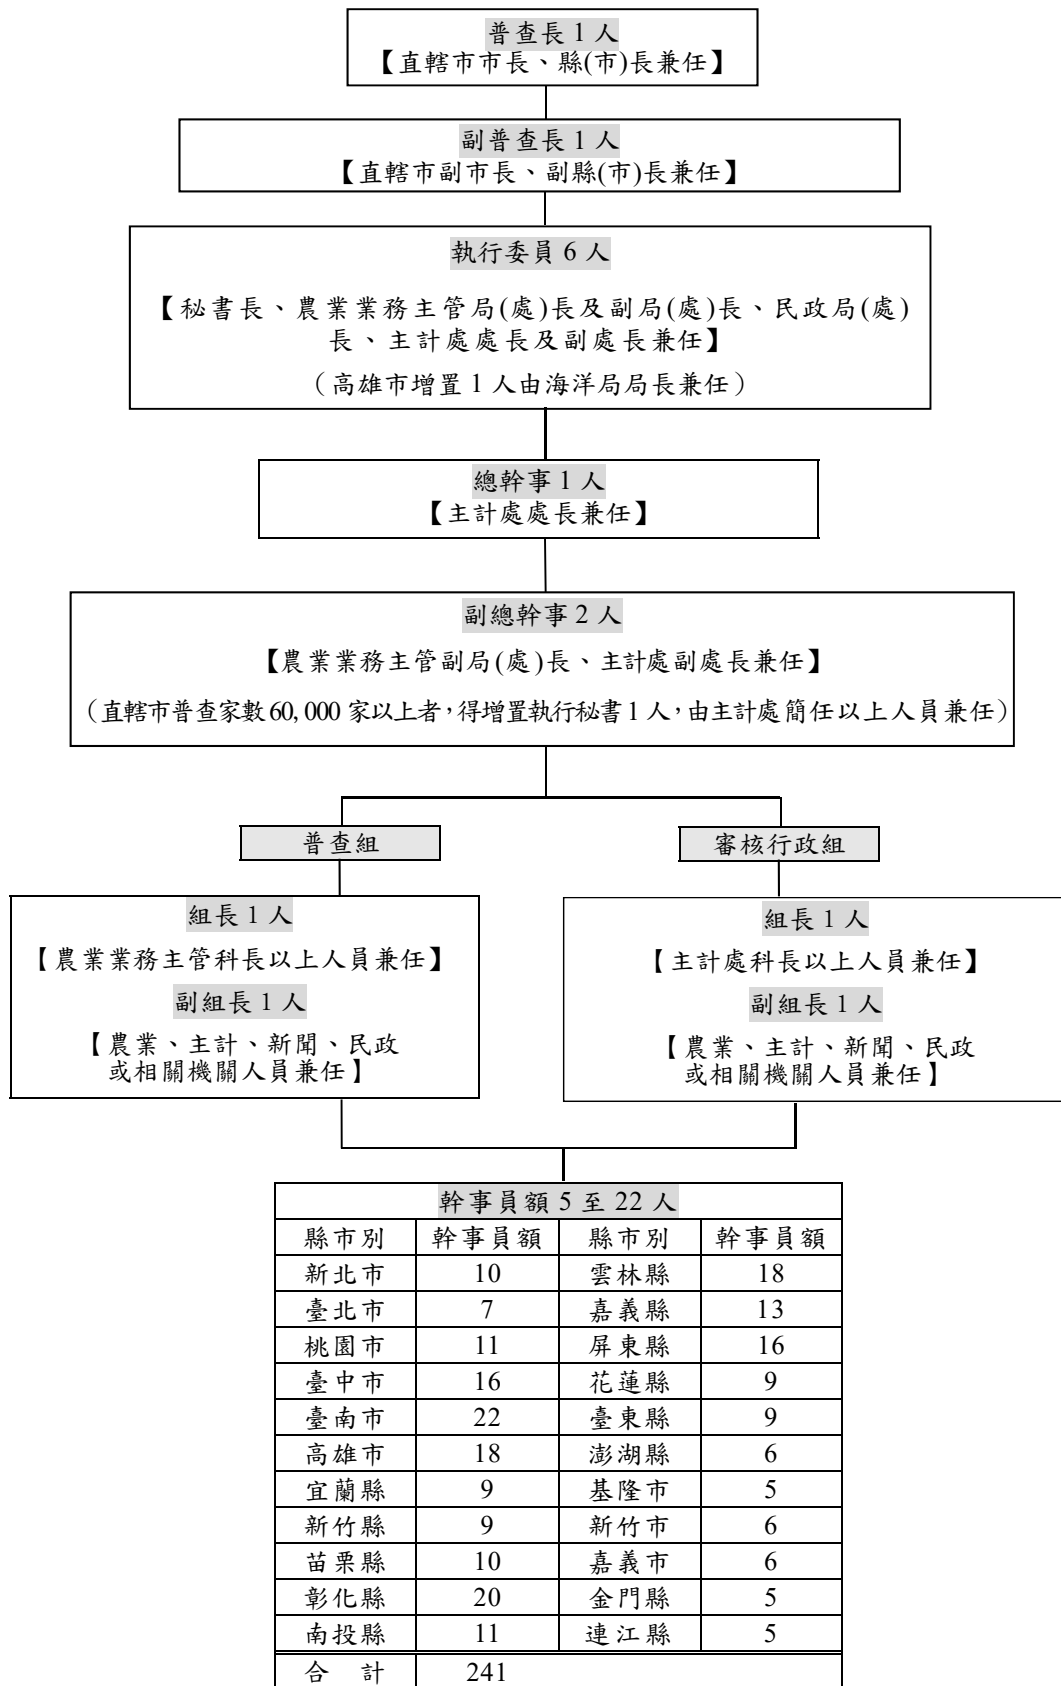 普查長 1 人
【直轄市市長、縣(市)長兼任】
副普查長 1 人
【直轄市副市長、副縣(市)長兼任】
執行委員 6 人
【秘書長、農業業務主管局(處)長及副局(處)長、民政局(處)
長、主計處處長及副處長兼任】
（高雄市增置 1 人由海洋局局長兼任）
總幹事 1 人
【主計處處長兼任】
副總幹事 2 人
【農業業務主管副局(處)長、主計處副處長兼任】
（直轄市普查家數 60,000 家以上者，得增置執行秘書 1 人，由主計處簡任以上人員兼任）
普查組
審核行政組
組長 1 人
【農業業務主管科長以上人員兼任】
副組長 1 人
【農業、主計、新聞、民政
或相關機關人員兼任】
組長 1 人
【主計處科長以上人員兼任】
副組長 1 人
【農業、主計、新聞、民政
或相關機關人員兼任】
幹事員額 5 至 22 人
縣市別 幹事員額 縣市別 幹事員額
新北市 10 雲林縣 18
臺北市 7 嘉義縣 13
桃園市 11 屏東縣 16
臺中市 16 花蓮縣 9
臺南市 22 臺東縣 9
高雄市 18 澎湖縣 6
宜蘭縣 9 基隆市 5
新竹縣 9 新竹市 6
苗栗縣 10 嘉義市 6
彰化縣 20 金門縣 5
南投縣 11 連江縣 5
合 計 241